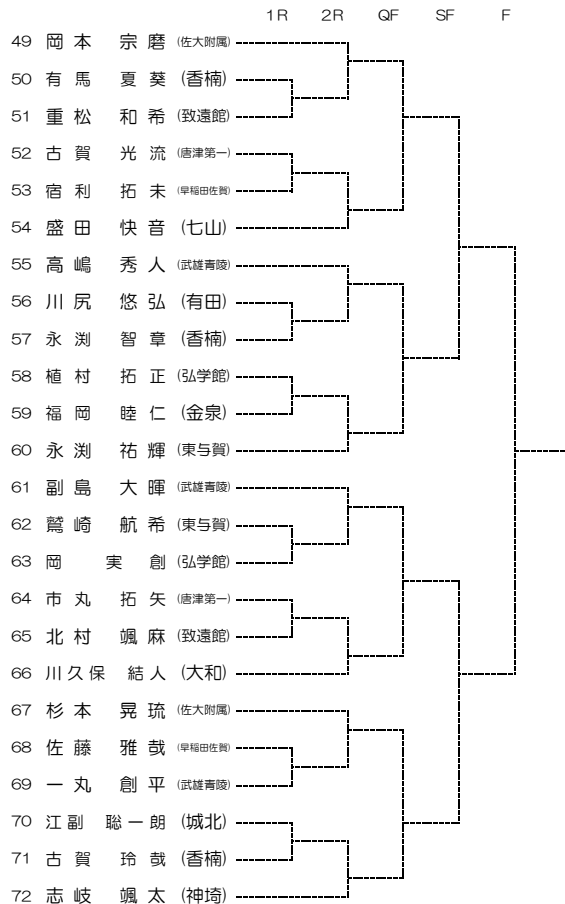 1R 2R QF SF F
49 岡本 宗磨 (佐大附属)
50 有馬 夏葵 (香楠)
51 重松 和希 (致遠館)
52 古賀 光流 (唐津第一)
53 宿利 拓未 (早稲田佐賀)
54 盛田 快音 (七山)
55 高嶋 秀人 (武雄青陵)
56 川尻 悠弘 (有田)
57 永渕 智章 (香楠)
58 植村 拓正 (弘学館)
59 福岡 睦仁 (金泉)
60 永渕 祐輝 (東与賀)
61 副島 大暉 (武雄青陵)
62 鷲崎 航希 (東与賀)
63 岡 実創 (弘学館)
64 市丸 拓矢 (唐津第一)
65 北村 颯麻 (致遠館)
66 川久保 結人 (大和)
67 杉本 晃琉 (佐大附属)
68 佐藤 雅哉 (早稲田佐賀)
69 一丸 創平 (武雄青陵)
70 江副 聡一朗 (城北)
71 古賀 玲哉 (香楠)
72 志岐 颯太 (神埼)